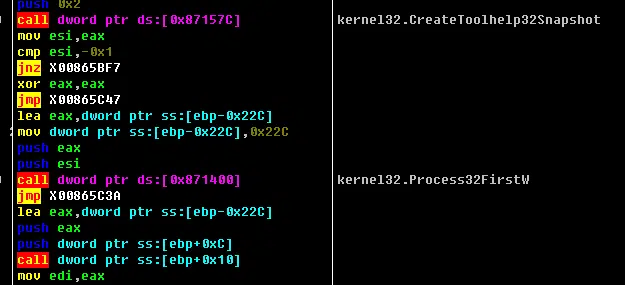 push 0x2
call dword ptr ds:[0x87157C] kernel32.CreateToolhelp32Snapshot
mov esi,eax
cmp esi,-0x1
jnz X00865BF7
xor eax,eax
jmp X00865C47
lea eax,dword ptr ss:[ebp-0x22C]
mov dword ptr ss:[ebp-0x22C],0x22C
push eax
push esi
call dword ptr ds:[0x871400] kernel32.Process32FirstW
jmp X00865C3A
lea eax,dword ptr ss:[ebp-0x22C]
push eax
push dword ptr ss:[ebp+0xC]
call dword ptr ss:[ebp+0x10]
mov edi,eax